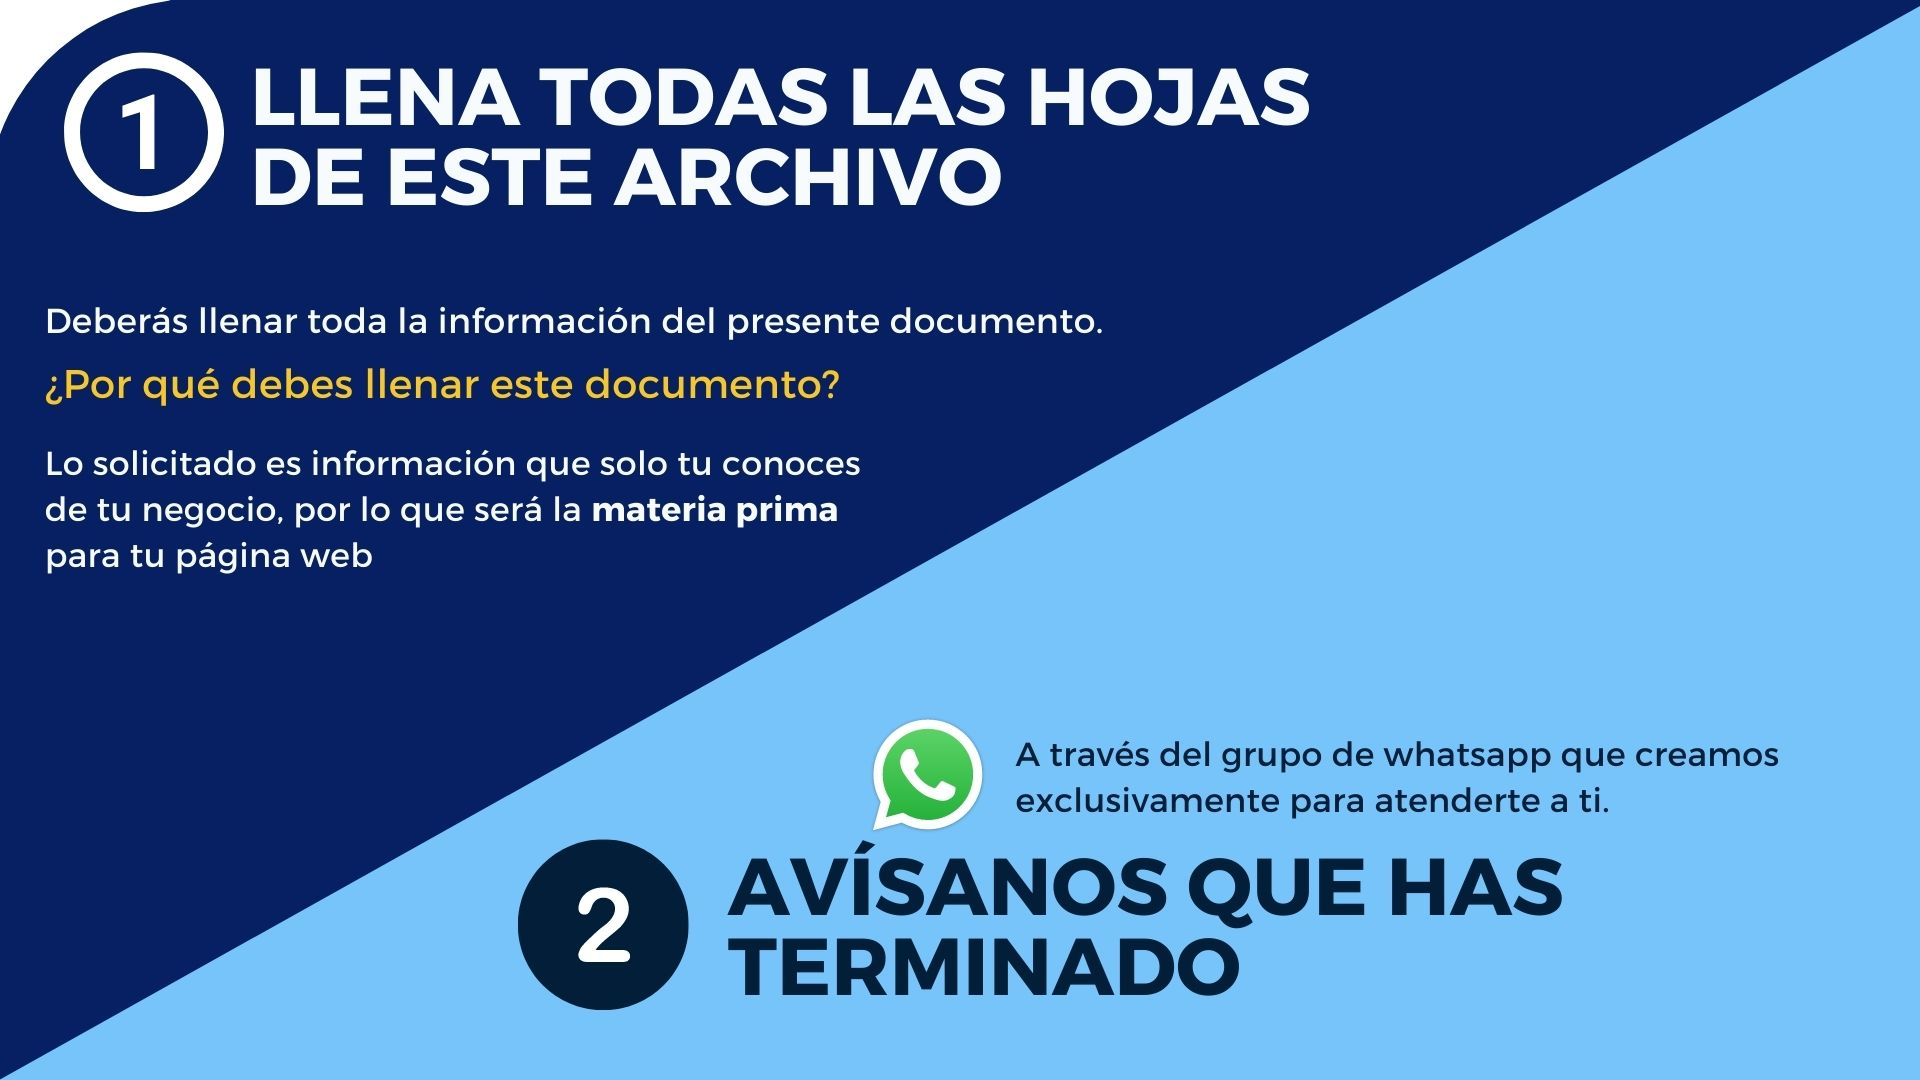 1
LLENA TODAS LAS HOJAS
DE ESTE ARCHIVO
Deberás llenar toda la información del presente documento.
¿Por qué debes llenar este documento?
Lo solicitado es información que solo tu conoces
de tu negocio, por lo que será la materia prima
para tu página web
A través del grupo de whatsapp que creamos
exclusivamente para atenderte a ti.
2
AVÍSANOS QUE HAS
TERMINADO